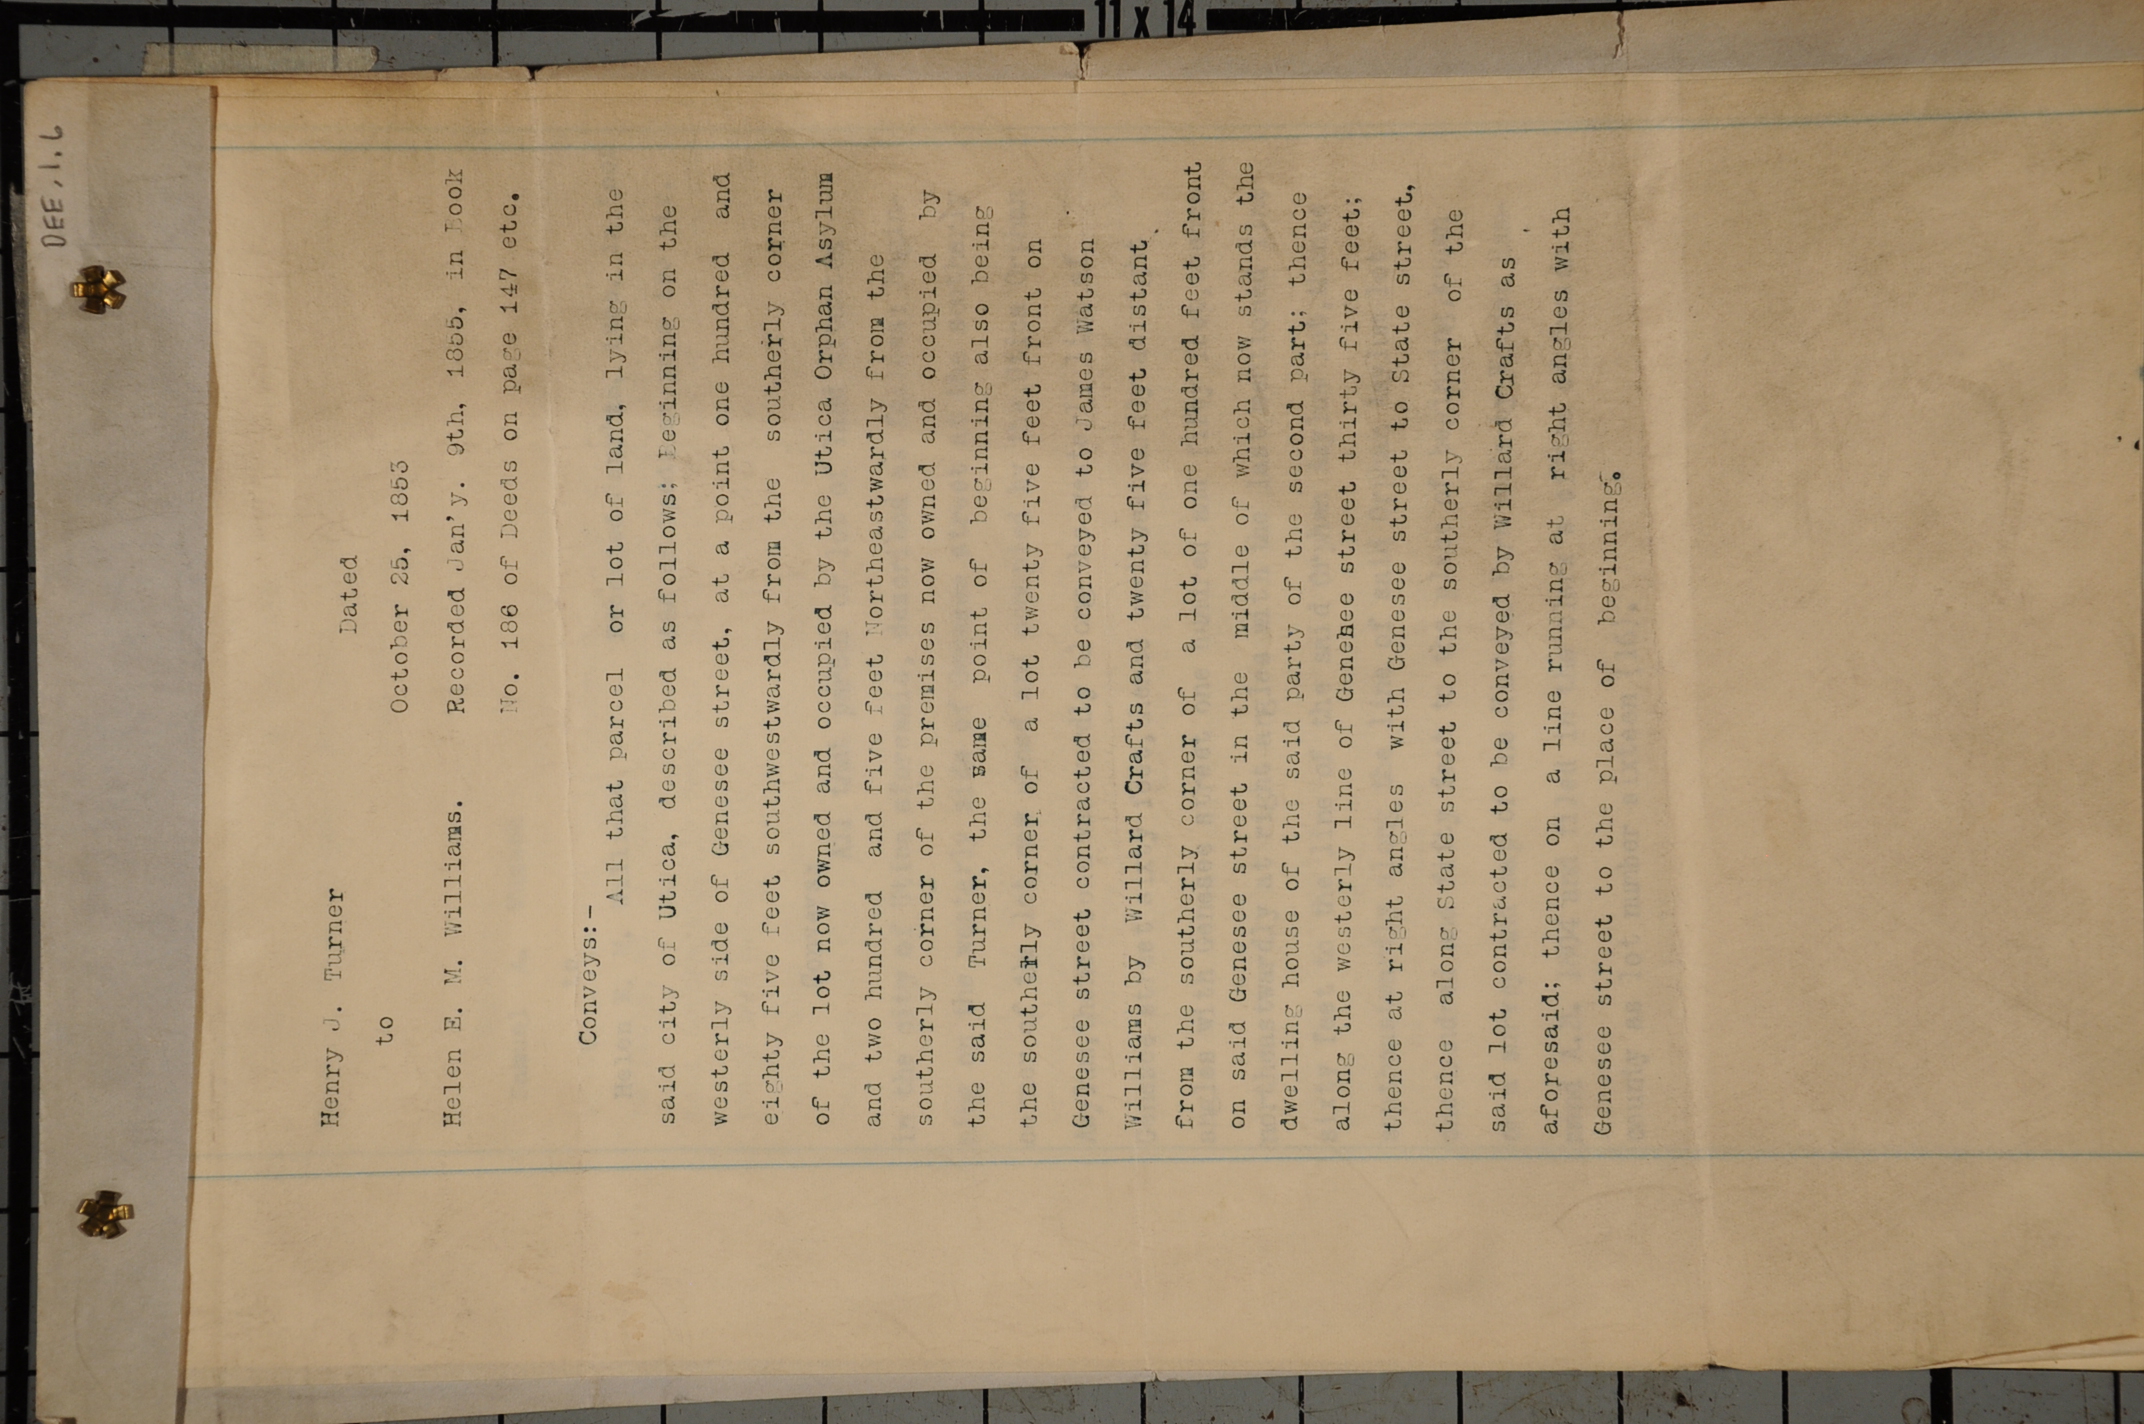 11 x 14
DEE.1.6
Henry J. Turner
to
Helen E. M. Williams.
Dated
October 25, 1853
Recorded Jan'y. 9th, 1855, in Book
No. 186 of Deeds on page 147 etc.
Conveys:-
All that parcel or lot of land, lying in the
said city of Utica, described as follows; Beginning on the
westerly side of Genesee street, at a point one hundred and
eighty five feet southwestwardly from the southerly corner
of the lot now owned and occupied by the Utica Orphan Asylum
and two hundred and five feet Northeastwardly from the
southerly corner of the premises now owned and occupied by
the said Turner, the same point of beginning also being
the southerly corner of a lot twenty five feet front on
Genesee street contracted to be conveyed to James Watson
Williams by Willard Crafts and twenty five feet distant
from the southerly corner of a lot of one hundred feet front
on said Genesee street in the middle of which now stands the
dwelling house of the said party of the second part; thence
along the westerly line of Genehee street thirty five feet;
thence at right angles with Genesee street to State street,
thence along State street to the southerly corner of the
said lot contracted to be conveyed by Willard Crafts as
aforesaid; thence on a line running at right angles with
Genesee street to the place of beginning.